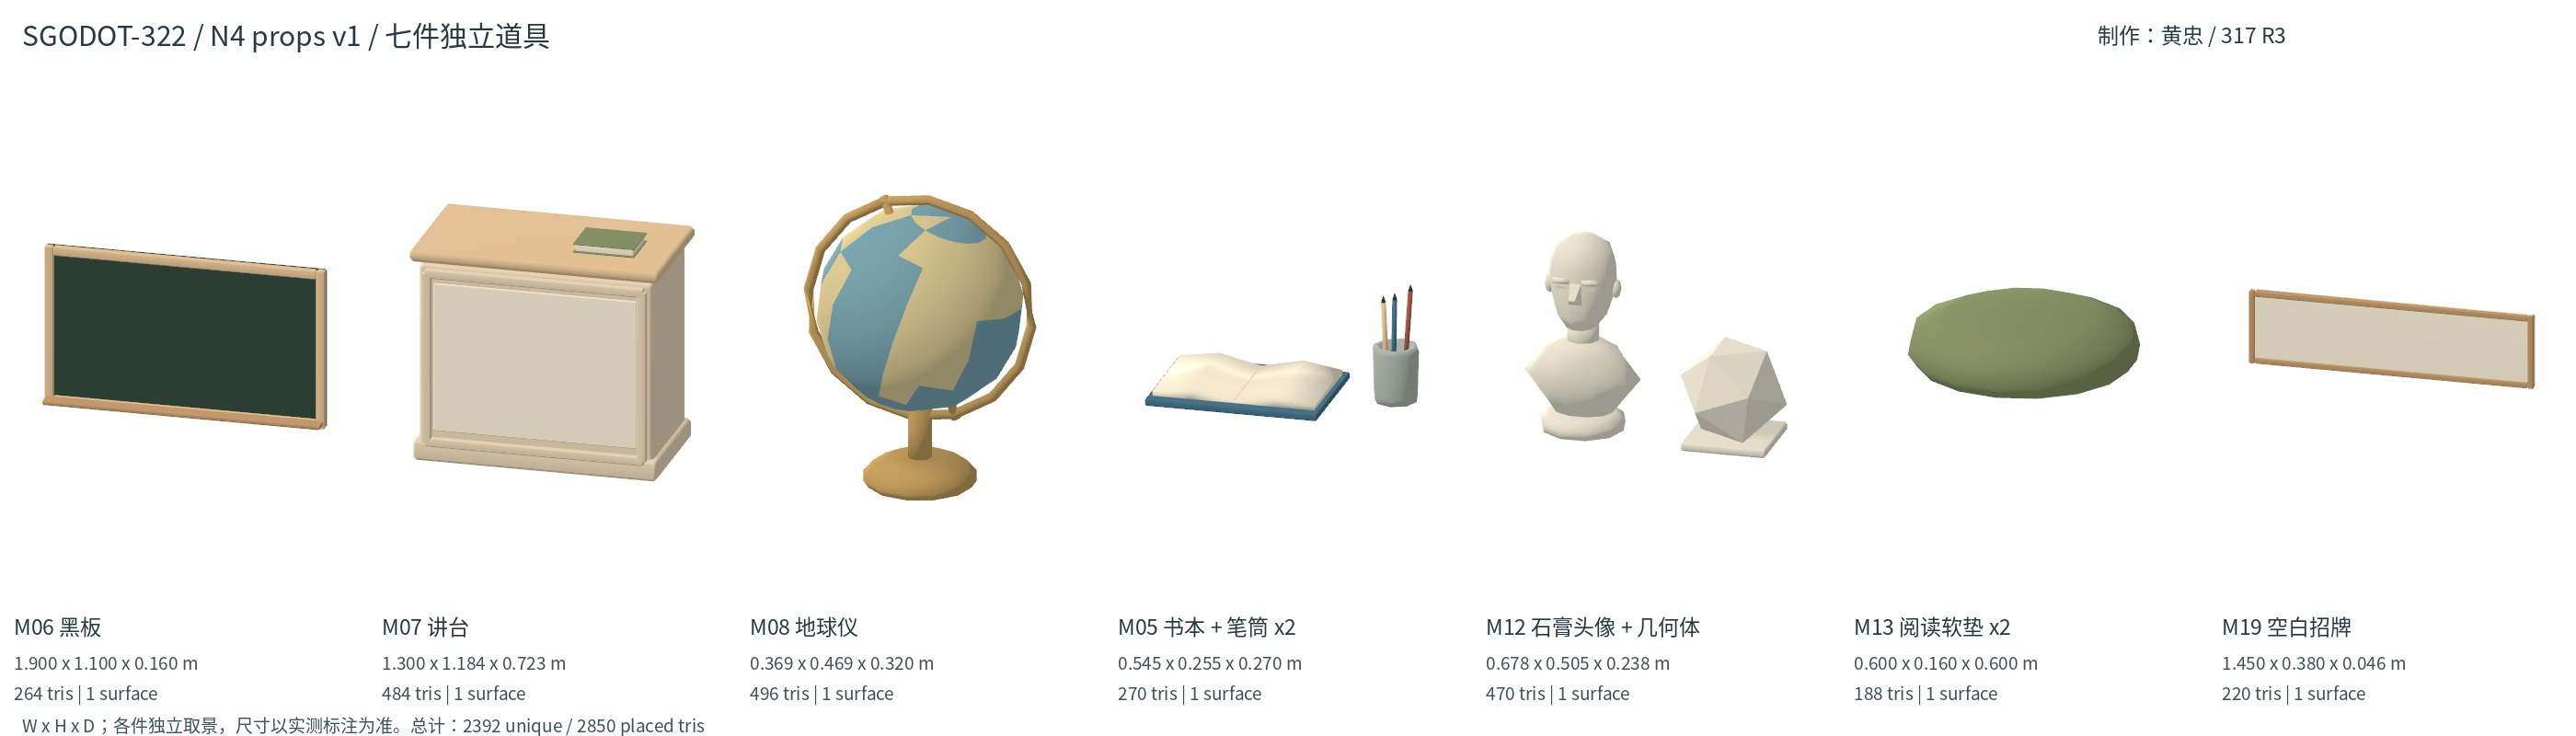 SGODOT-322 / N4 props v1 / 七件独立道具
制作：黄忠 / 317 R3
M06 黑板
1.900 x 1.100 x 0.160 m
264 tris | 1 surface
M07 讲台
1.300 x 1.184 x 0.723 m
484 tris | 1 surface
M08 地球仪
0.369 x 0.469 x 0.320 m
496 tris | 1 surface
M05 书本 + 笔筒 x2
0.545 x 0.255 x 0.270 m
270 tris | 1 surface
M12 石膏头像 + 几何体
0.678 x 0.505 x 0.238 m
470 tris | 1 surface
M13 阅读软垫 x2
0.600 x 0.160 x 0.600 m
188 tris | 1 surface
M19 空白招牌
1.450 x 0.380 x 0.046 m
220 tris | 1 surface
W x H x D；各件独立取景，尺寸以实测标注为准。总计：2392 unique / 2850 placed tris